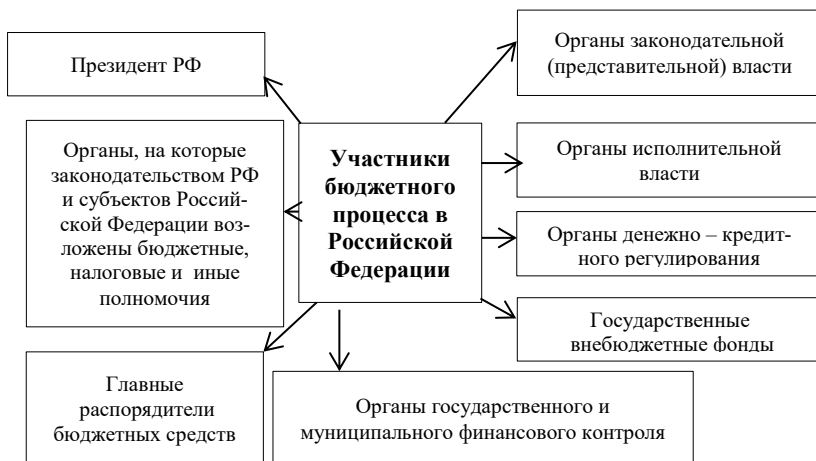 Президент РФ
Органы законодательной
(представительной) власти
Органы, на которые
законодательством РФ
и субъектов Россий-
ской Федерации воз-
ложены бюджетные,
налоговые и иные
полномочия
Участники
бюджетного
процесса в
Российской
Федерации
Органы исполнительной
власти
Органы денежно – кредит-
ного регулирования
Государственные
внебюджетные фонды
Главные
распорядители
бюджетных средств
Органы государственного и
муниципального финансового контроля